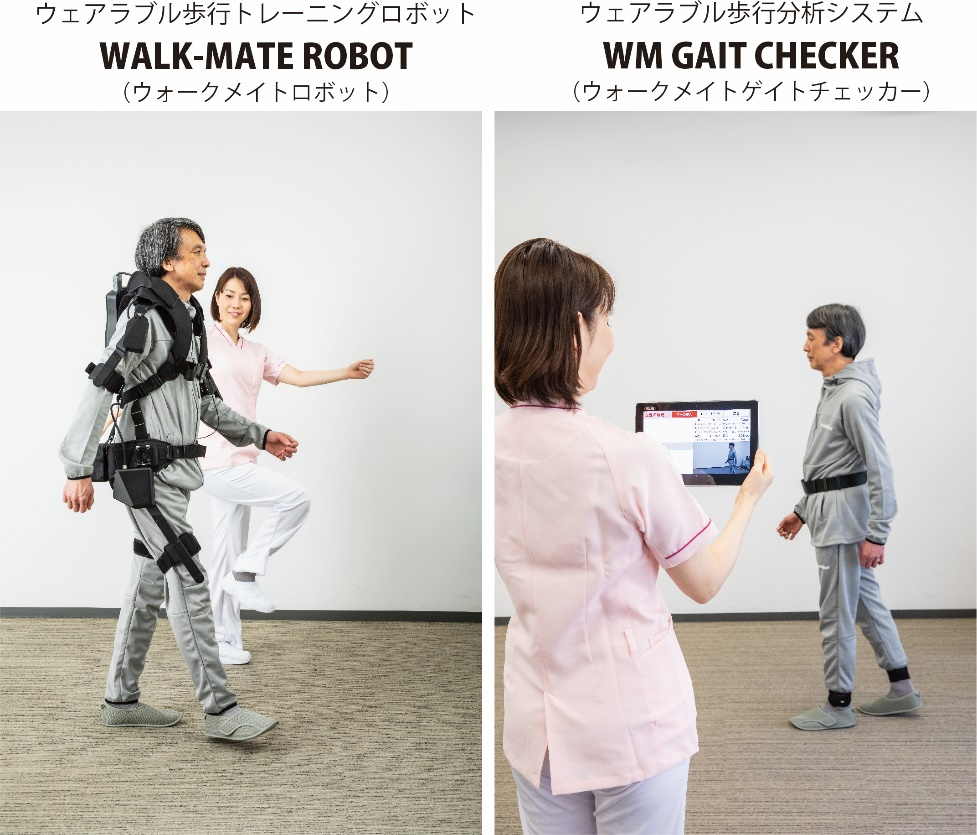 ウェアラブル歩行トレーニングロボット
WALK-MATE ROBOT
（ウォークメイトロボット）
ウェアラブル歩行分析システム
WM GAIT CHECKER
（ウォークメイトゲイトチェッカー）